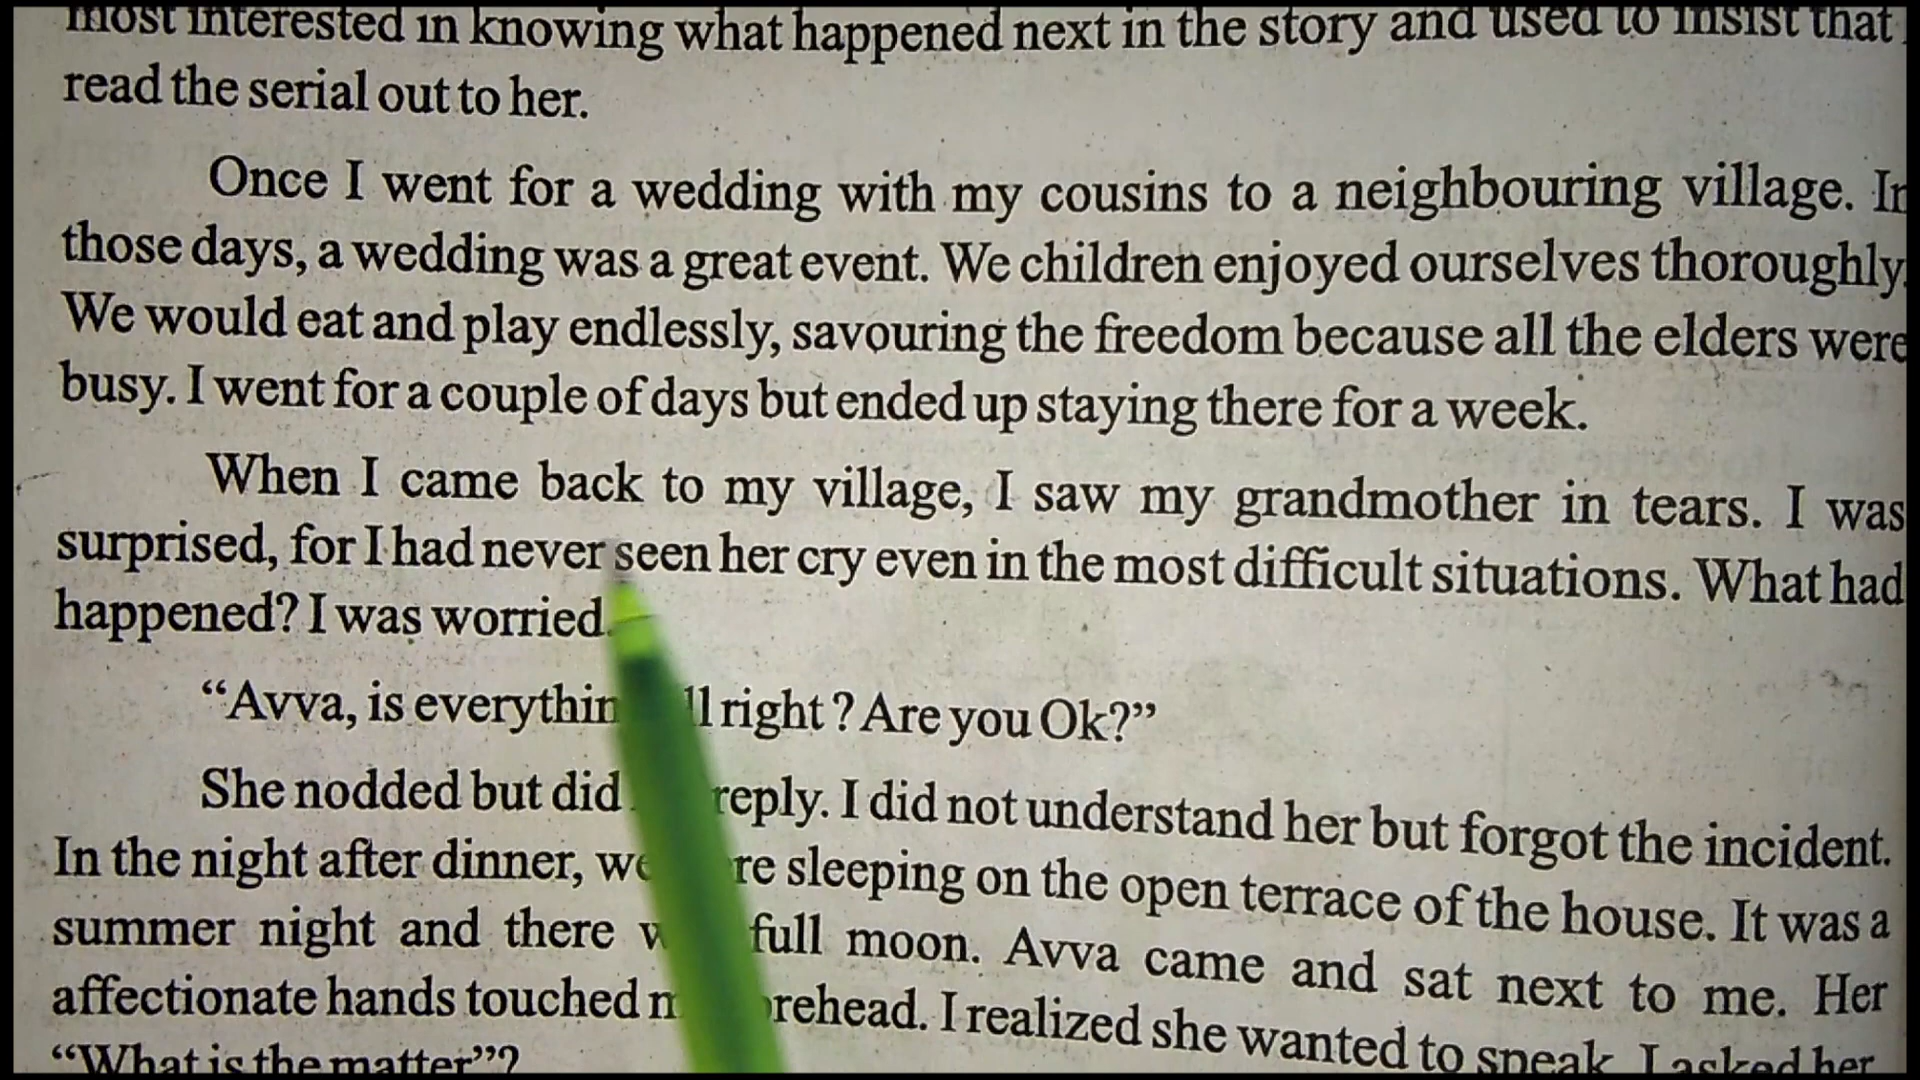 most interested in knowing what happened next in the story and used to insist that
read the serial out to her.
Once I went for a wedding with my cousins to a neighbouring village. In
those days, a wedding was a great event. We children enjoyed ourselves thoroughly.
We would eat and play endlessly, savouring the freedom because all the elders were
busy. I went for a couple of days but ended up staying there for a week.
When I came back to my village, I saw my grandmother in tears. I was
surprised, for I had never seen her cry even in the most difficult situations. What had
happened? I was worried.
“Avva, is everythin ll right ? Are you Ok?”
She nodded but did reply. I did not understand her but forgot the incident.
In the night after dinner, we re sleeping on the open terrace of the house. It was a
summer night and there w full moon. Avva came and sat next to me. Her
affectionate hands touched m rehead. I realized she wanted to speak. I asked her
“What is the matter”?